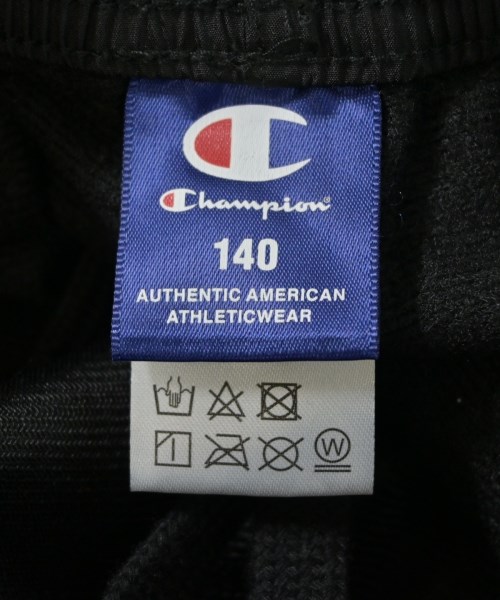 Champion®
140
AUTHENTIC AMERICAN
ATHLETICWEAR
W